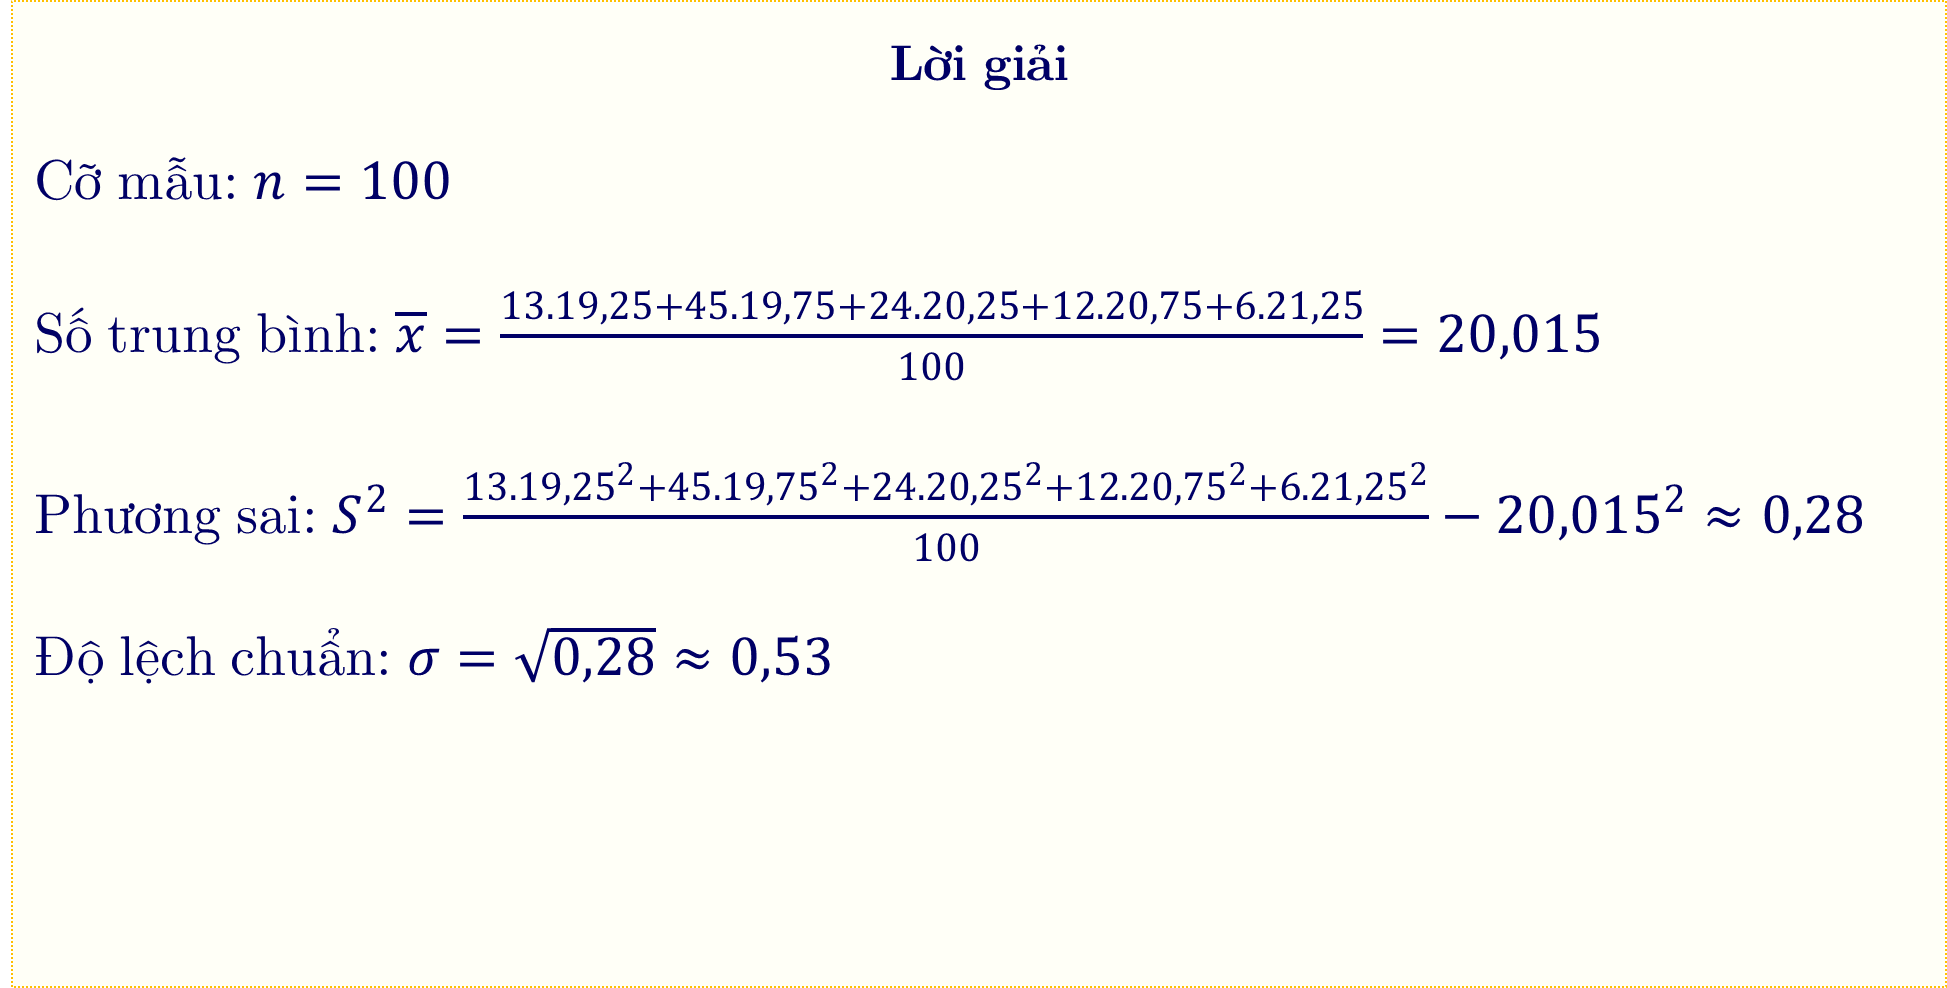 Lời giải
Cỡ mẫu: n = 100
Số trung bình: x̅ = \frac{13.19,25+45.19,75+24.20,25+12.20,75+6.21,25}{100} = 20,015
Phương sai: S² = \frac{13.19,25²+45.19,75²+24.20,25²+12.20,75²+6.21,25²}{100} − 20,015² ≈ 0,28
Độ lệch chuẩn: σ = √0,28 ≈ 0,53